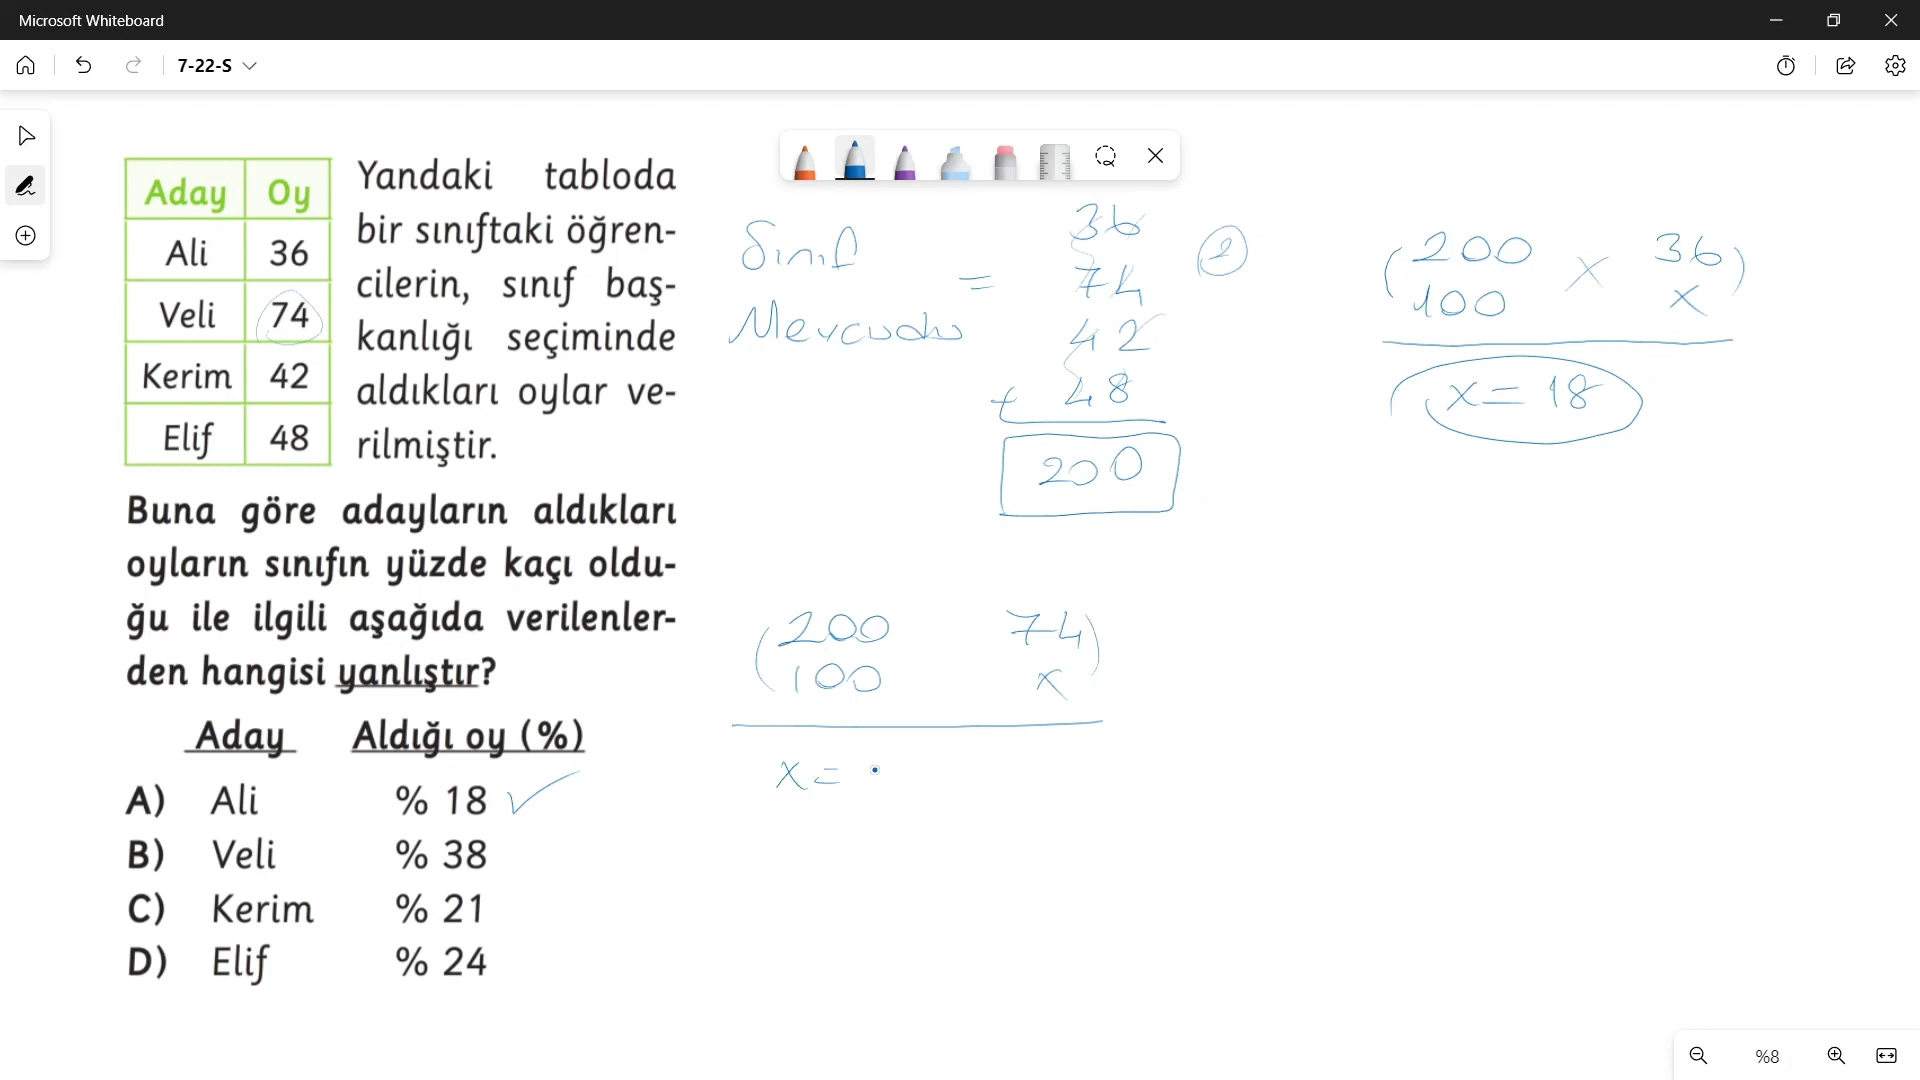 Microsoft Whiteboard
7-22-S
Aday Oy
Ali 36
Veli 74
Kerim 42
Elif 48
Yandaki tabloda
bir sınıftaki öğren-
cilerin, sınıf baş-
kanlığı seçiminde
aldıkları oylar ve-
rilmiştir.
Buna göre adayların aldıkları
oyların sınıfın yüzde kaçı oldu-
ğu ile ilgili aşağıda verilenler-
den hangisi yanlıştır?
Aday Aldığı oy (%)
A) Ali % 18
B) Veli % 38
C) Kerim % 21
D) Elif % 24
Sınıf
Mevcudu
=
36
74
42
+ 48
200
2
200 x 36
100 x
x = 18
200 74
100 x
x =
%8